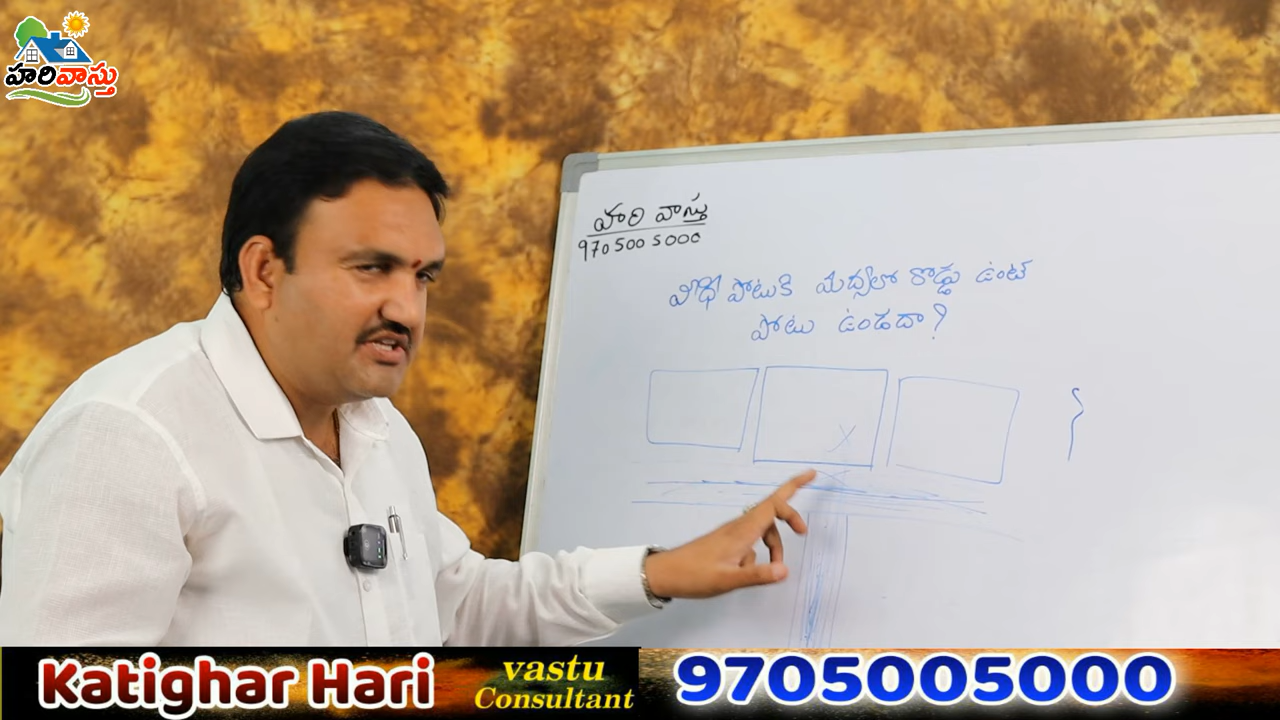 హరివాస్తు
హరి వాస్తు
970 500 5000
వీధి పోటుకి మధ్యలో రోడ్డు ఉంటే
పోటు ఉండదా?
X
Katighar Hari
vastu
Consultant
9705005000